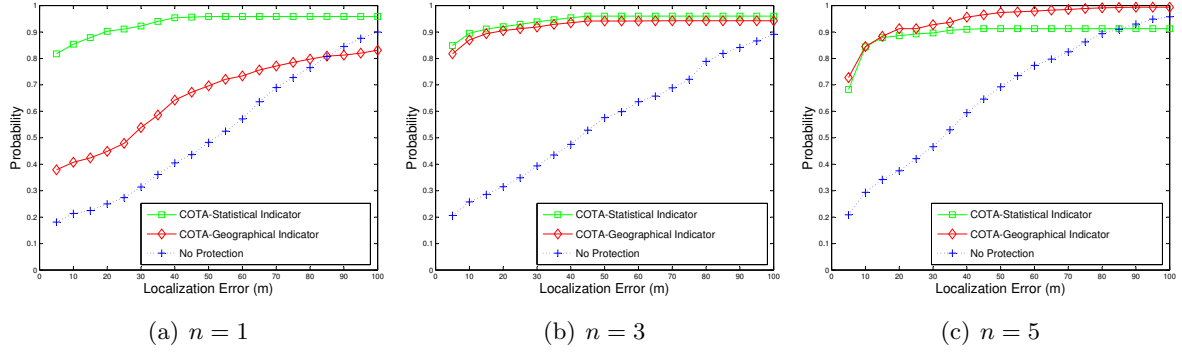 1
0.9
0.8
0.7
0.6
0.5
0.4
0.3
0.2
0.1
0
Probability
COTA-Statistical Indicator
COTA-Geographical Indicator
No Protection
0 10 20 30 40 50 60 70 80 90 100
Localization Error (m)
(a) n = 1
1
0.9
0.8
0.7
0.6
0.5
0.4
0.3
0.2
0.1
0
Probability
COTA-Statistical Indicator
COTA-Geographical Indicator
No Protection
0 10 20 30 40 50 60 70 80 90 100
Localization Error (m)
(b) n = 3
1
0.9
0.8
0.7
0.6
0.5
0.4
0.3
0.2
0.1
0
Probability
COTA-Statistical Indicator
COTA-Geographical Indicator
No Protection
0 10 20 30 40 50 60 70 80 90 100
Localization Error (m)
(c) n = 5